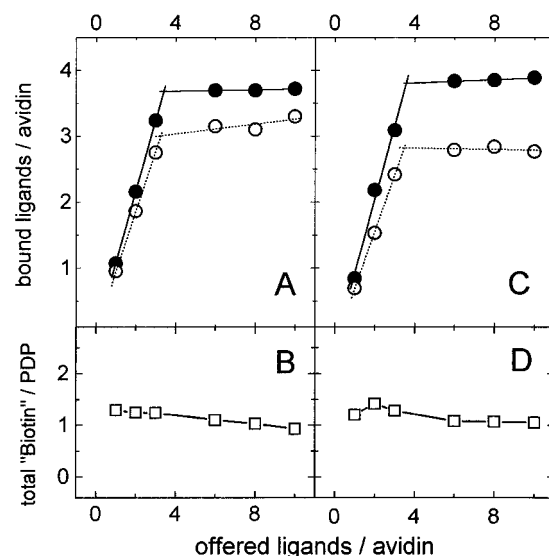 0 4 8 0 4 8
bound ligands / avidin
4
3
2
1
A
C
total "Biotin" / PDP
2
1
0
B
D
0 4 8 0 4 8
offered ligands / avidin